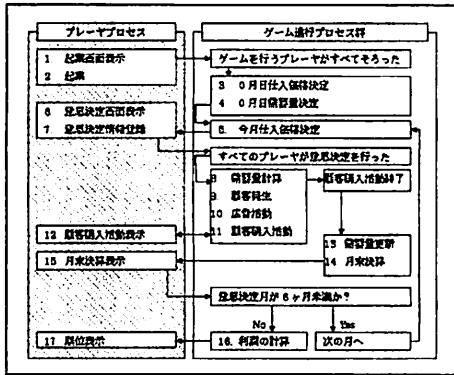 プレーヤプロセス
ゲーム進行プロセス群
1 起業画面表示
2 起業
ゲームを行うプレーヤがすべてそろった
3 0月目仕入価格決定
4 0月目需要量決定
6 意思決定画面表示
7 意思決定情報登録
5. 今月仕入価格決定
すべてのプレーヤが意思決定を行った
8 需要量計算
9 顧客発生
10 広告活動
11 顧客購入活動
顧客購入活動終了
12 顧客購入活動表示
13 需要量更新
14 月末決算
15 月末決算表示
意思決定月が6ヶ月未満か?
No
Yes
17. 順位表示
16. 利潤の計算
次の月へ